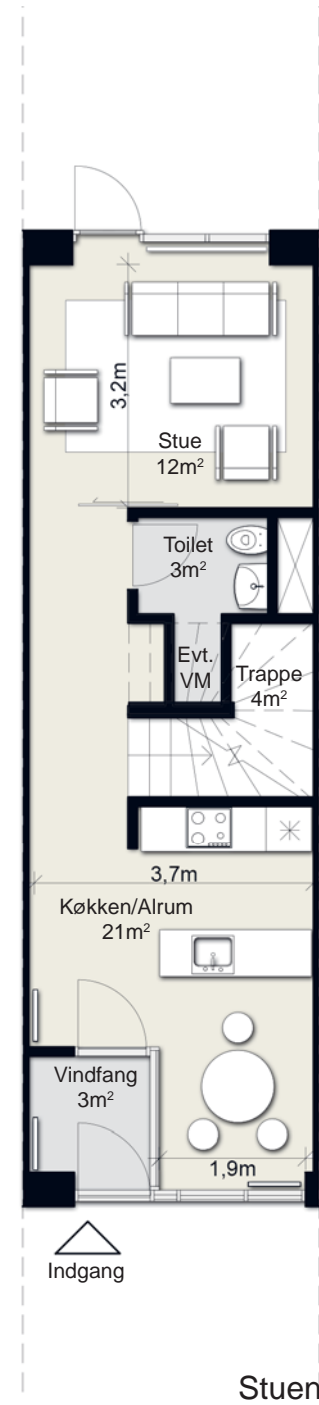 3,2m
Stue
12m²
Toilet
3m²
Evt.
VM
Trappe
4m²
3,7m
Køkken/Alrum
21m²
Vindfang
3m²
1,9m
Indgang
Stuen